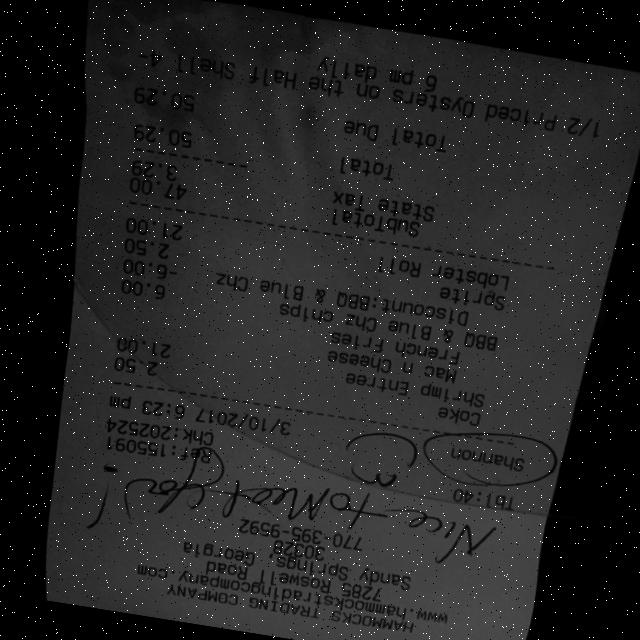 HAMMOCKS TRADING COMPANY
www.hammockstradingcompany.com
7285 Roswell Road
Sandy Springs, Georgia
30328
770-395-9592
Nice to Meet You!
Tbl:40
Ref:155091
Shannon
Chk:202524
3/10/2017 6:23 pm
Coke 2.50
Shrimp Entree 21.00
Mac n Cheese
French Fries
BBQ & Blue Chz Chips 6.00
Discount:BBQ & Blue Chz -6.00
Sprite 2.50
Lobster Roll 21.00
SubTotal 47.00
State Tax 3.29
Total 50.29
Total Due 50.29
1/2 Priced Oysters on the Half Shell 4-
6 pm daily